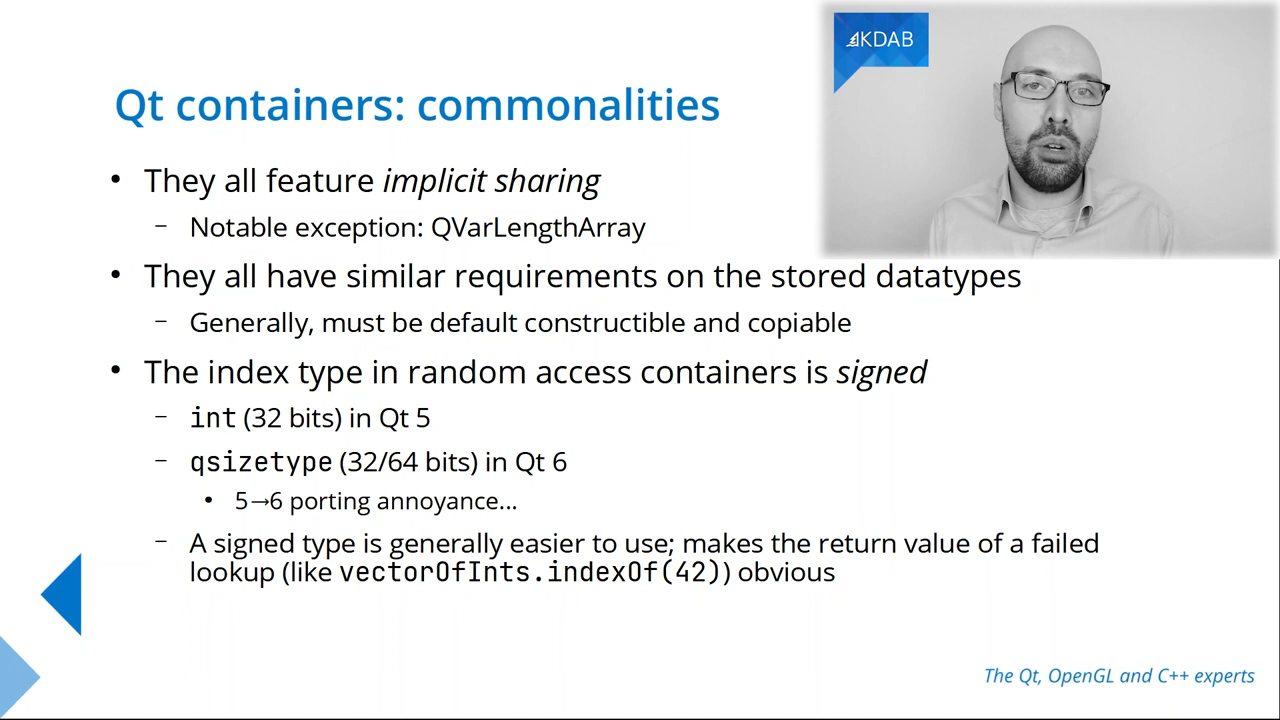 KDAB
Qt containers: commonalities
• They all feature implicit sharing
– Notable exception: QVarLengthArray
• They all have similar requirements on the stored datatypes
– Generally, must be default constructible and copiable
• The index type in random access containers is signed
– int (32 bits) in Qt 5
– qsizetype (32/64 bits) in Qt 6
• 5→6 porting annoyance...
– A signed type is generally easier to use; makes the return value of a failed
lookup (like vectorOfInts.indexOf(42)) obvious
The Qt, OpenGL and C++ experts